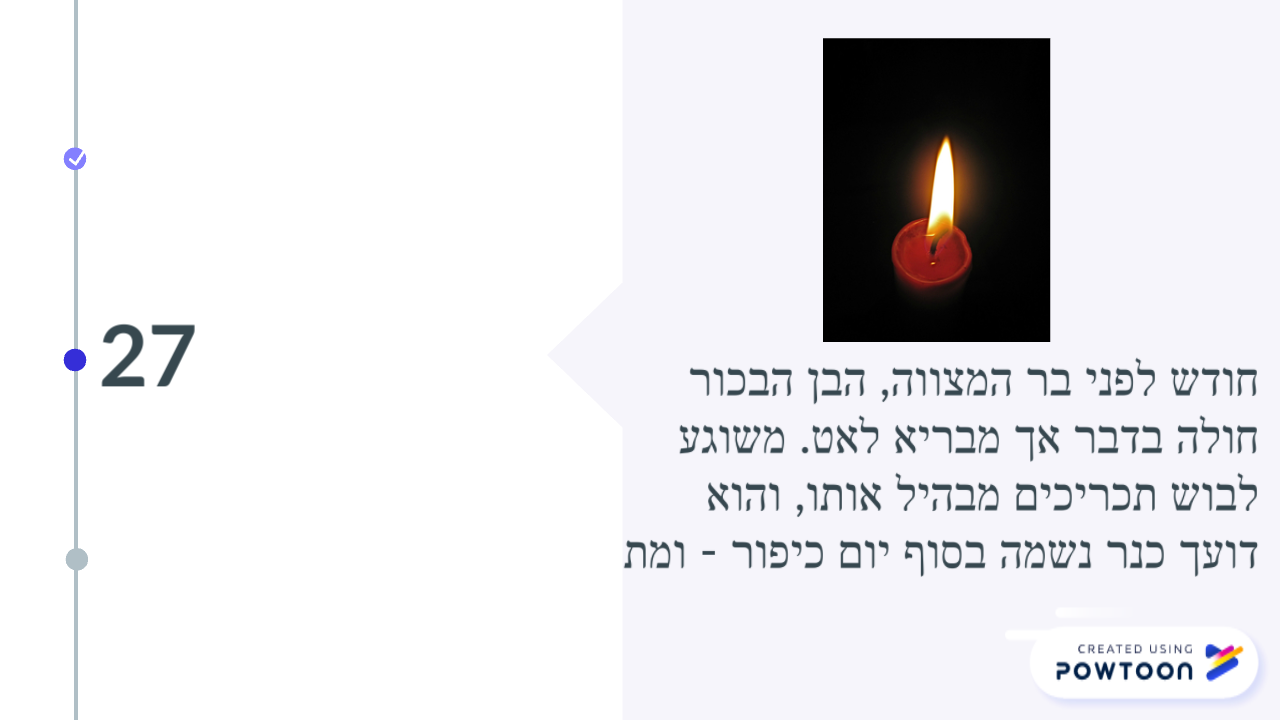 27
חודש לפני בר המצווה, הבן הבכור
חולה בדבר אך מבריא לאט. משוגע
לבוש תכריכים מבהיל אותו, והוא
דועך כנר נשמה בסוף יום כיפור - ומת
CREATED USING
POWTOON